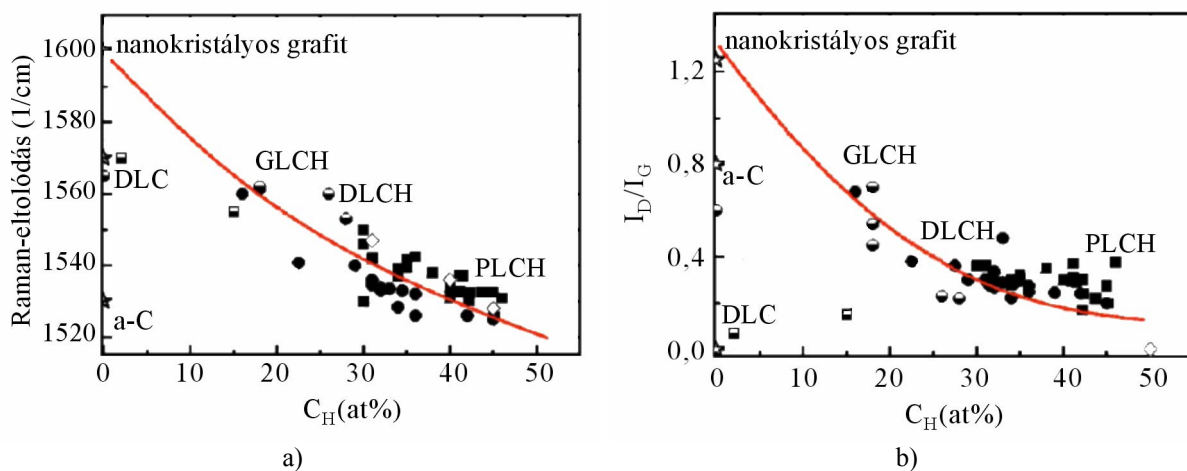 Raman-eltolódás (1/cm)
1600
1580
1560
1540
1520
nanokristályos grafit
GLCH
DLC
DLCH
PLCH
a-C
0 10 20 30 40 50
C_H(at%)
a)
I_D/I_G
1,2
0,8
0,4
0,0
nanokristályos grafit
GLCH
a-C
DLCH
PLCH
DLC
0 10 20 30 40 50
C_H(at%)
b)